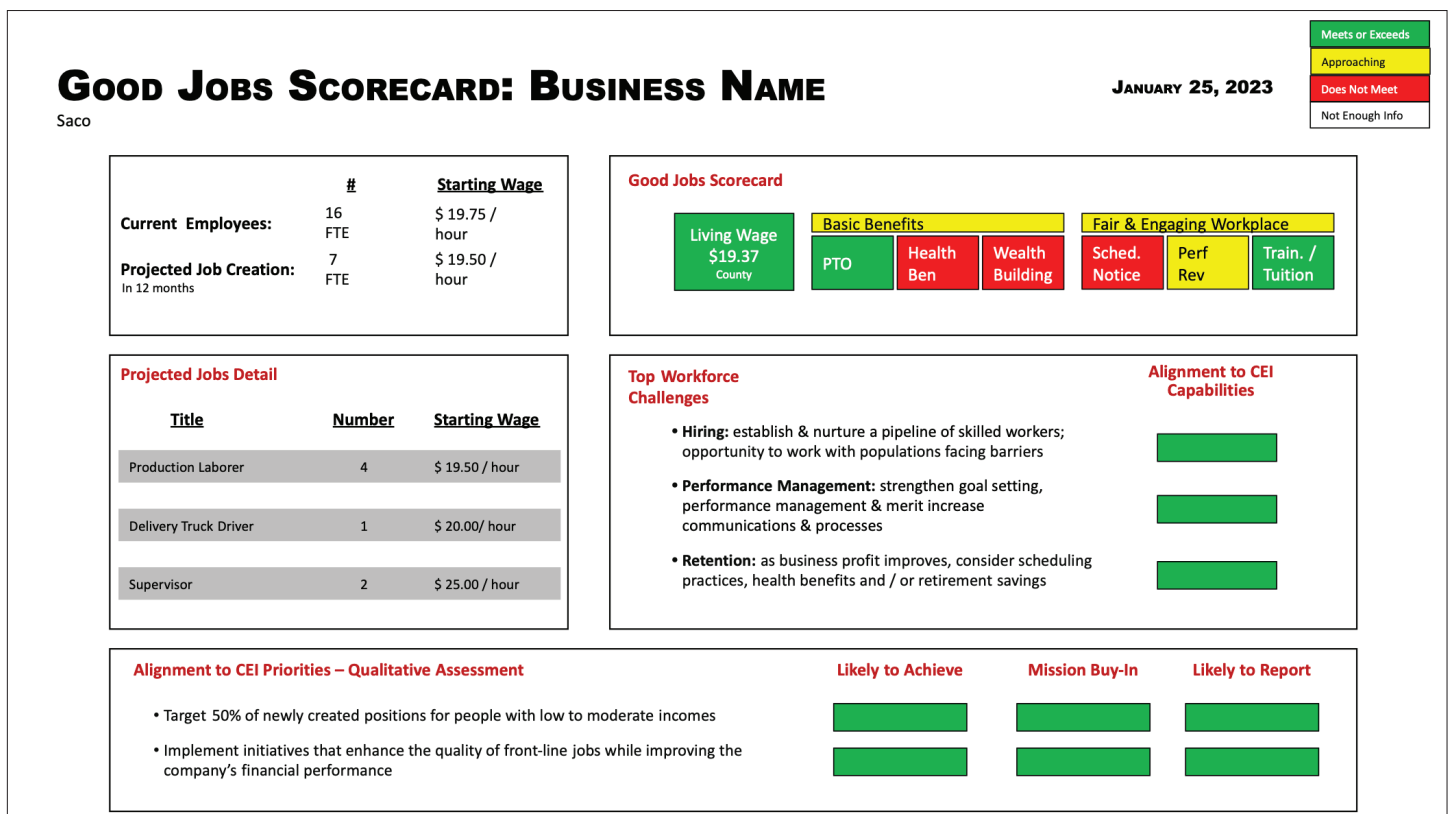 Meets or Exceeds
Approaching
Does Not Meet
Not Enough Info
Good Jobs Scorecard: Business Name
January 25, 2023
Saco
# Starting Wage
Current Employees: 16 FTE $ 19.75 / hour
Projected Job Creation: 7 FTE $ 19.50 / hour
In 12 months
Good Jobs Scorecard
Living Wage
$19.37
County
Basic Benefits
PTO
Health
Ben
Wealth
Building
Fair & Engaging Workplace
Sched.
Notice
Perf
Rev
Train. /
Tuition
Projected Jobs Detail
Title Number Starting Wage
Production Laborer 4 $ 19.50 / hour
Delivery Truck Driver 1 $ 20.00/ hour
Supervisor 2 $ 25.00 / hour
Top Workforce
Challenges
Alignment to CEI
Capabilities
• Hiring: establish & nurture a pipeline of skilled workers;
opportunity to work with populations facing barriers
• Performance Management: strengthen goal setting,
performance management & merit increase
communications & processes
• Retention: as business profit improves, consider scheduling
practices, health benefits and / or retirement savings
Alignment to CEI Priorities – Qualitative Assessment
Likely to Achieve
Mission Buy-In
Likely to Report
• Target 50% of newly created positions for people with low to moderate incomes
• Implement initiatives that enhance the quality of front-line jobs while improving the
company’s financial performance